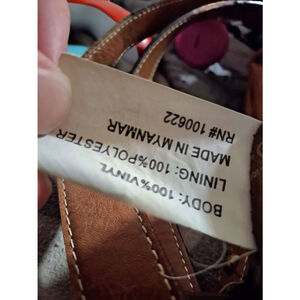 BODY: 100% VINYL
LINING: 100%POLYESTER
MADE IN MYANMAR
RN# 100622